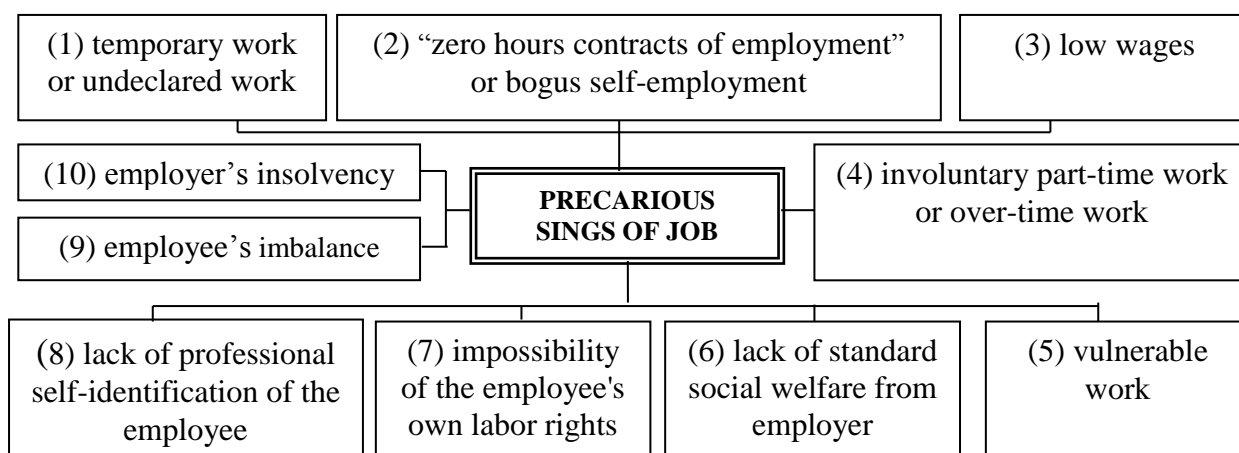 (1) temporary work
or undeclared work
(2) “zero hours contracts of employment”
or bogus self-employment
(3) low wages
(10) employer’s insolvency
(9) employee’s imbalance
PRECARIOUS
SINGS OF JOB
(4) involuntary part-time work
or over-time work
(8) lack of professional
self-identification of the
employee
(7) impossibility
of the employee's
own labor rights
(6) lack of standard
social welfare from
employer
(5) vulnerable
work